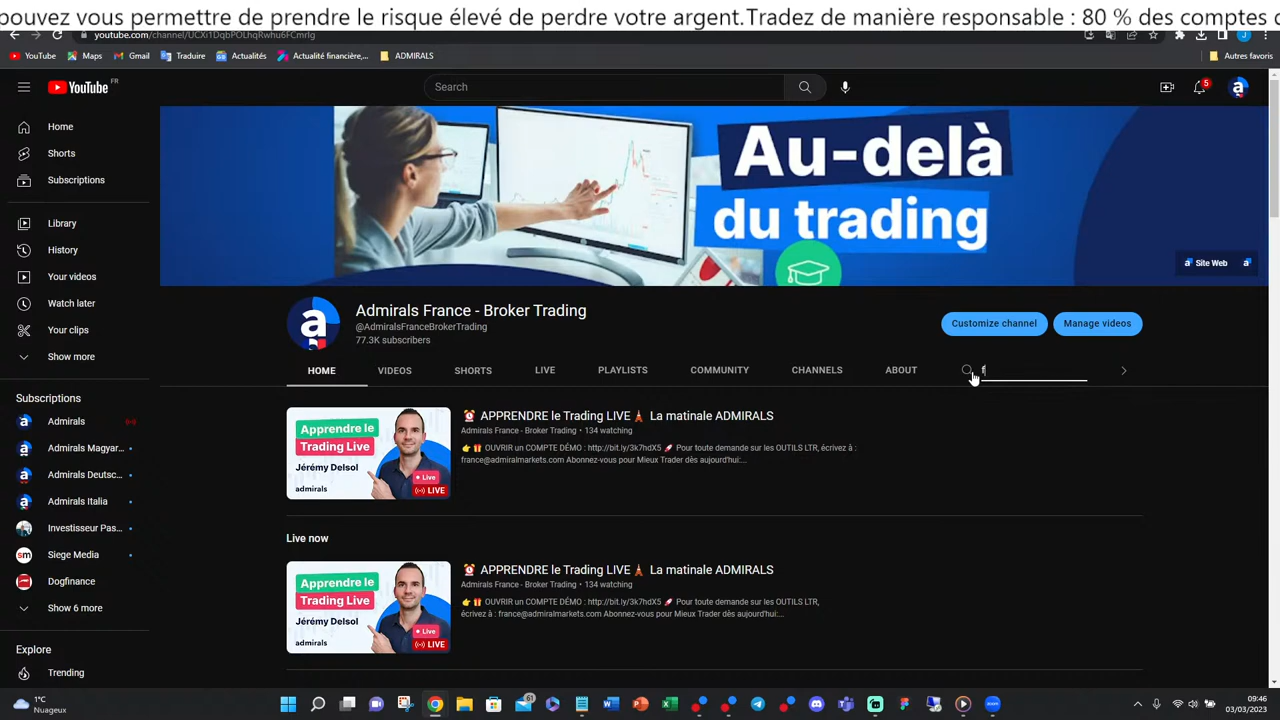 pouvez vous permettre de prendre le risque élevé de perdre votre argent.Tradez de manière responsable : 80 % des comptes
youtube.com/channel/UCXi1DqbPOLhqRwhu6FCmrIg
YouTube Maps Gmail Traduire Actualités Actualité financière,... ADMIRALS Autres favoris
YouTube FR
Search
5
Home
Shorts
Subscriptions
Library
History
Your videos
Watch later
Your clips
Show more
Subscriptions
Admirals
Admirals Magyar...
Admirals Deutsc...
Admirals Italia
Investisseur Pas...
Siege Media
Dogfinance
Show 6 more
Explore
Trending
Au-delà
du trading
Site Web
Admirals France - Broker Trading
@AdmiralsFranceBrokerTrading
77.3K subscribers
Customize channel
Manage videos
HOME VIDEOS SHORTS LIVE PLAYLISTS COMMUNITY CHANNELS ABOUT f
Apprendre le
Trading Live
Jérémy Delsol
admirals
Live
LIVE
APPRENDRE le Trading LIVE La matinale ADMIRALS
Admirals France - Broker Trading • 134 watching
OUVRIR un COMPTE DÉMO : http://bit.ly/3k7hdX5 Pour toute demande sur les OUTILS LTR, écrivez à :
france@admiralmarkets.com Abonnez-vous pour Mieux Trader dès aujourd'hui:...
Live now
Apprendre le
Trading Live
Jérémy Delsol
admirals
Live
LIVE
APPRENDRE le Trading LIVE La matinale ADMIRALS
Admirals France - Broker Trading • 134 watching
OUVRIR un COMPTE DÉMO : http://bit.ly/3k7hdX5 Pour toute demande sur les OUTILS LTR,
écrivez à : france@admiralmarkets.com Abonnez-vous pour Mieux Trader dès aujourd'hui:...
1°C
Nuageux
61
09:46
03/03/2023